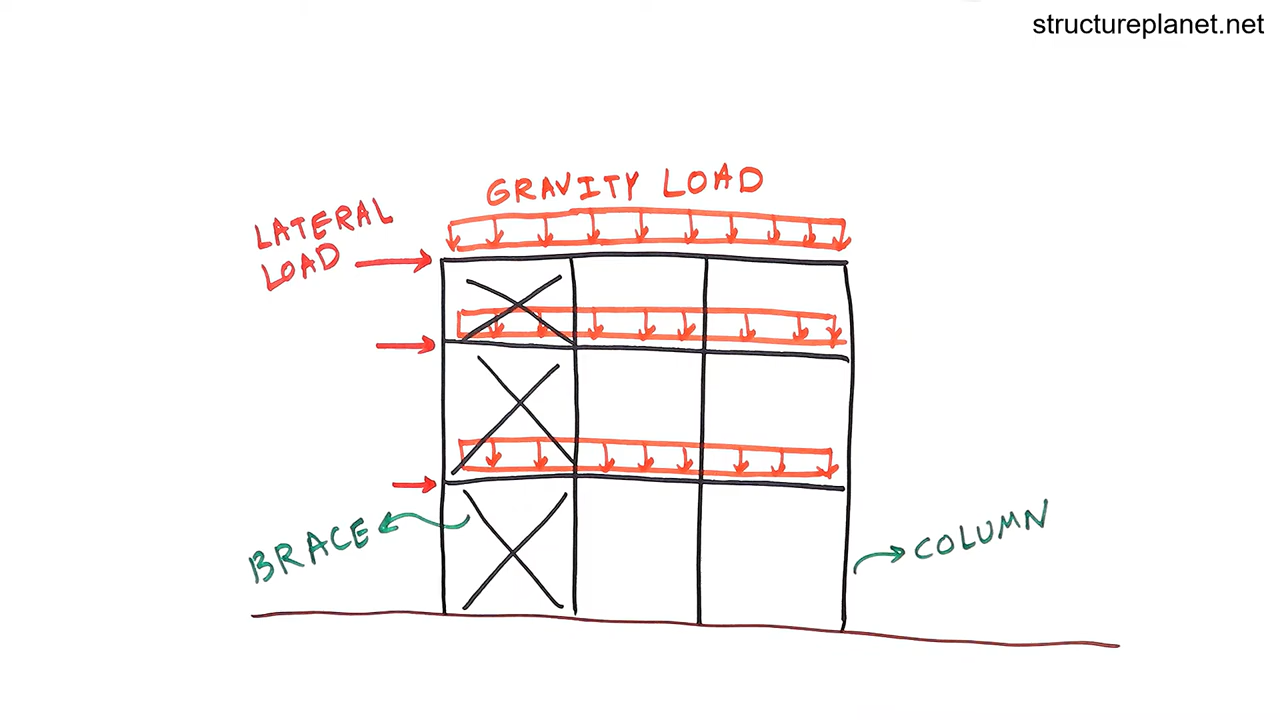 structureplanet.net
GRAVITY LOAD
LATERAL
LOAD
BRACE
COLUMN